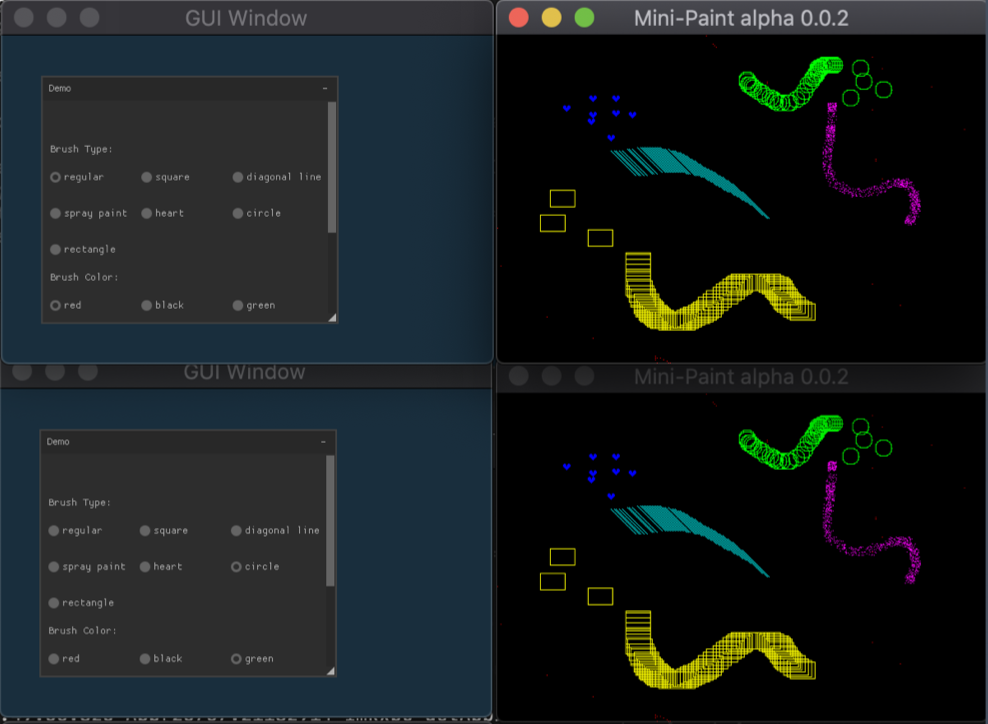 GUI Window
Mini-Paint alpha 0.0.2
Demo
Brush Type:
regular square diagonal line
spray paint heart circle
rectangle
Brush Color:
red black green
GUI Window
Mini-Paint alpha 0.0.2
Demo
Brush Type:
regular square diagonal line
spray paint heart circle
rectangle
Brush Color:
red black green